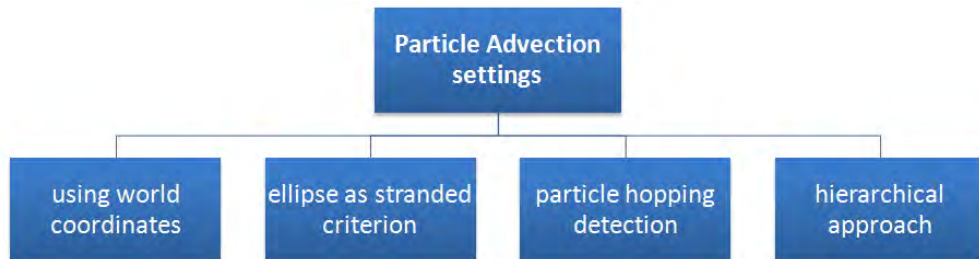 Particle Advection
settings
using world
coordinates
ellipse as stranded
criterion
particle hopping
detection
hierarchical
approach